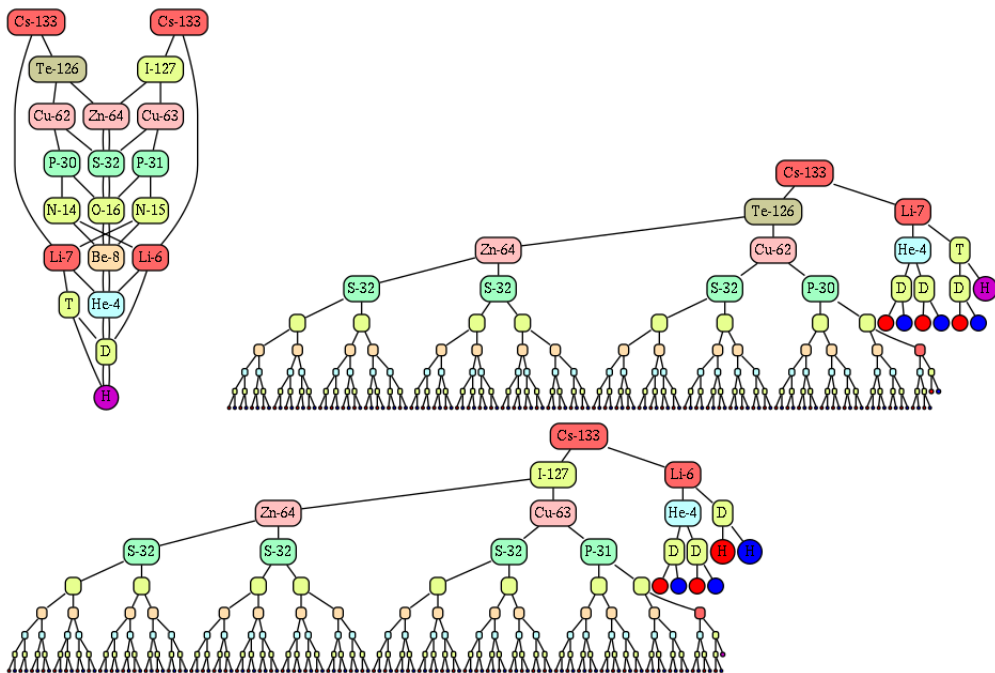 Cs-133 Cs-133
Te-126 I-127
Cu-62 Zn-64 Cu-63
P-30 S-32 P-31
N-14 O-16 N-15
Li-7 Be-8 Li-6
T He-4
D
H
Cs-133
Te-126 Li-7
Zn-64 Cu-62 He-4 T
S-32 S-32 S-32 P-30 D D D H
Cs-133
I-127 Li-6
Zn-64 Cu-63 He-4 D
S-32 S-32 S-32 P-31 D D H H